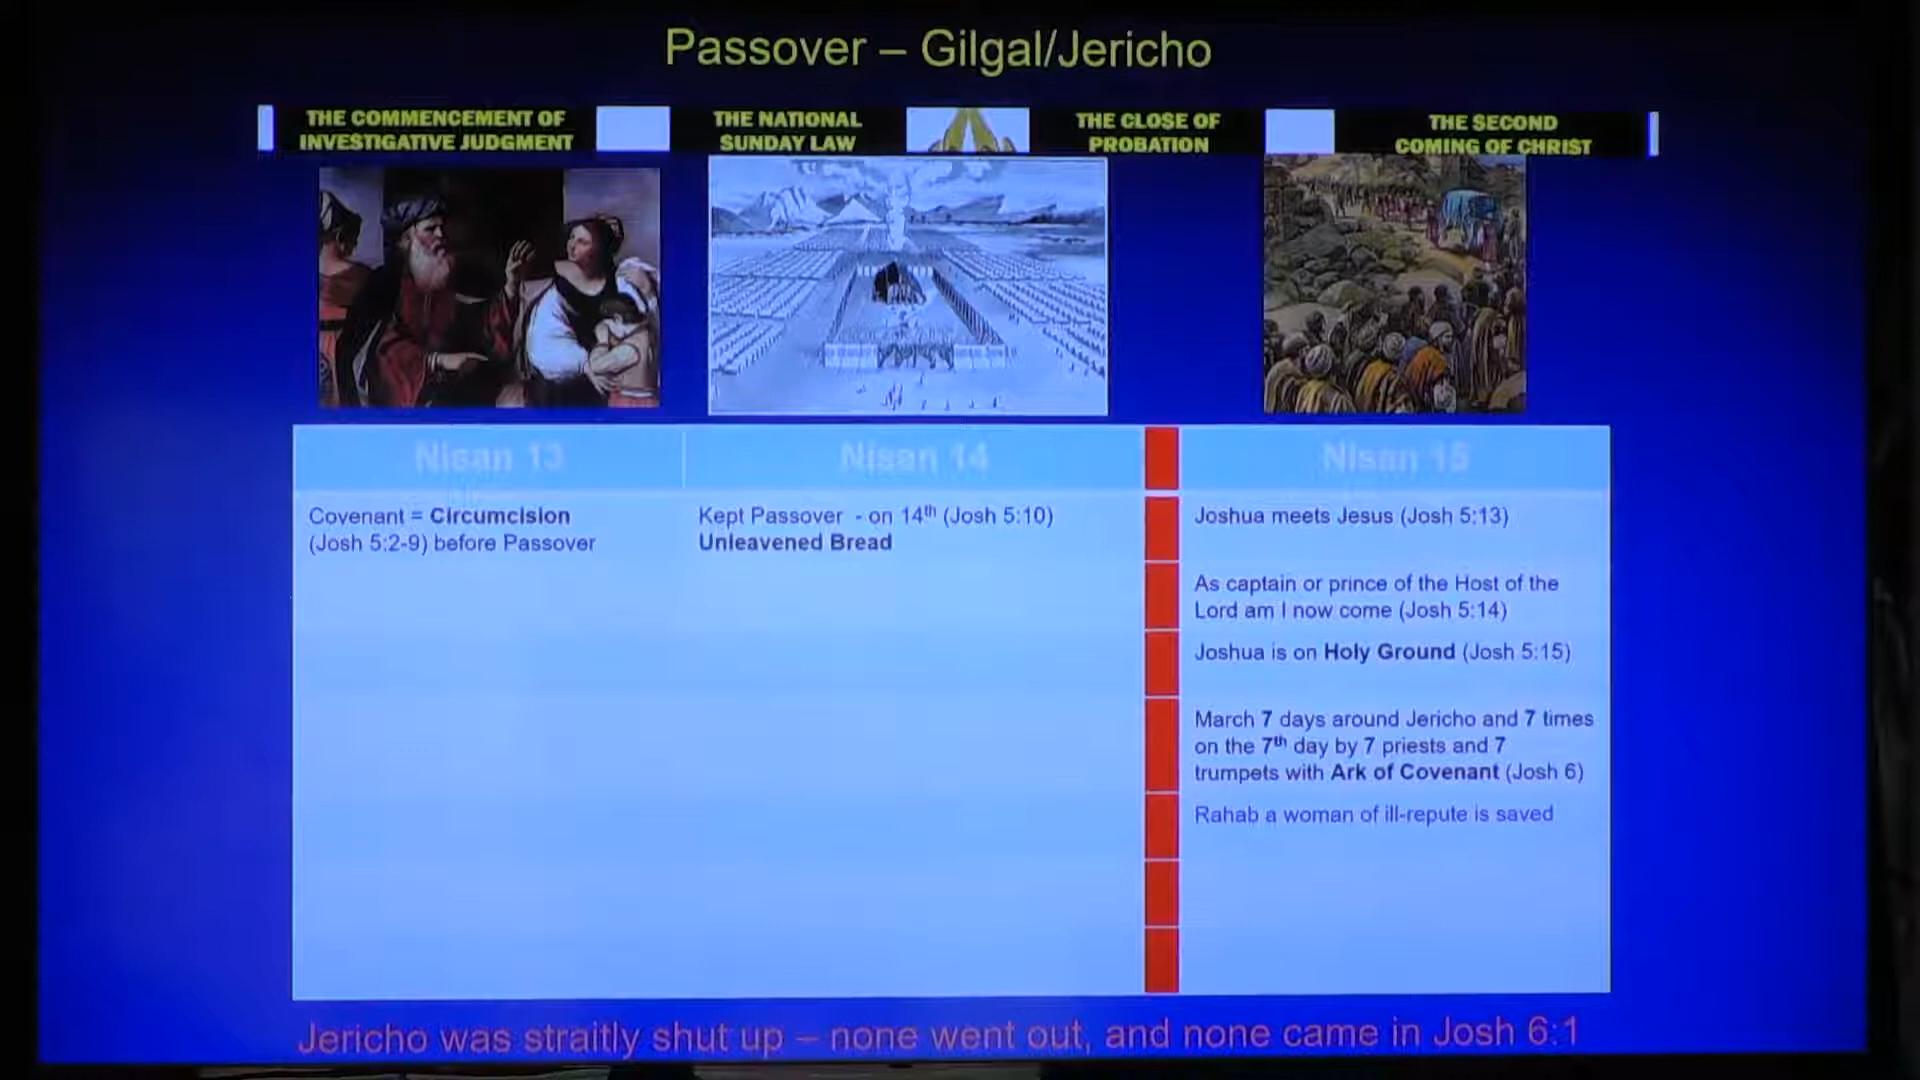 Passover – Gilgal/Jericho
THE COMMENCEMENT OF
INVESTIGATIVE JUDGMENT
THE NATIONAL
SUNDAY LAW
THE CLOSE OF
PROBATION
THE SECOND
COMING OF CHRIST
Nisan 13
Nisan 14
Nisan 15
Covenant = Circumcision
(Josh 5:2-9) before Passover
Kept Passover - on 14th (Josh 5:10)
Unleavened Bread
Joshua meets Jesus (Josh 5:13)
As captain or prince of the Host of the
Lord am I now come (Josh 5:14)
Joshua is on Holy Ground (Josh 5:15)
March 7 days around Jericho and 7 times
on the 7th day by 7 priests and 7
trumpets with Ark of Covenant (Josh 6)
Rahab a woman of ill-repute is saved
Jericho was straitly shut up – none went out, and none came in Josh 6:1